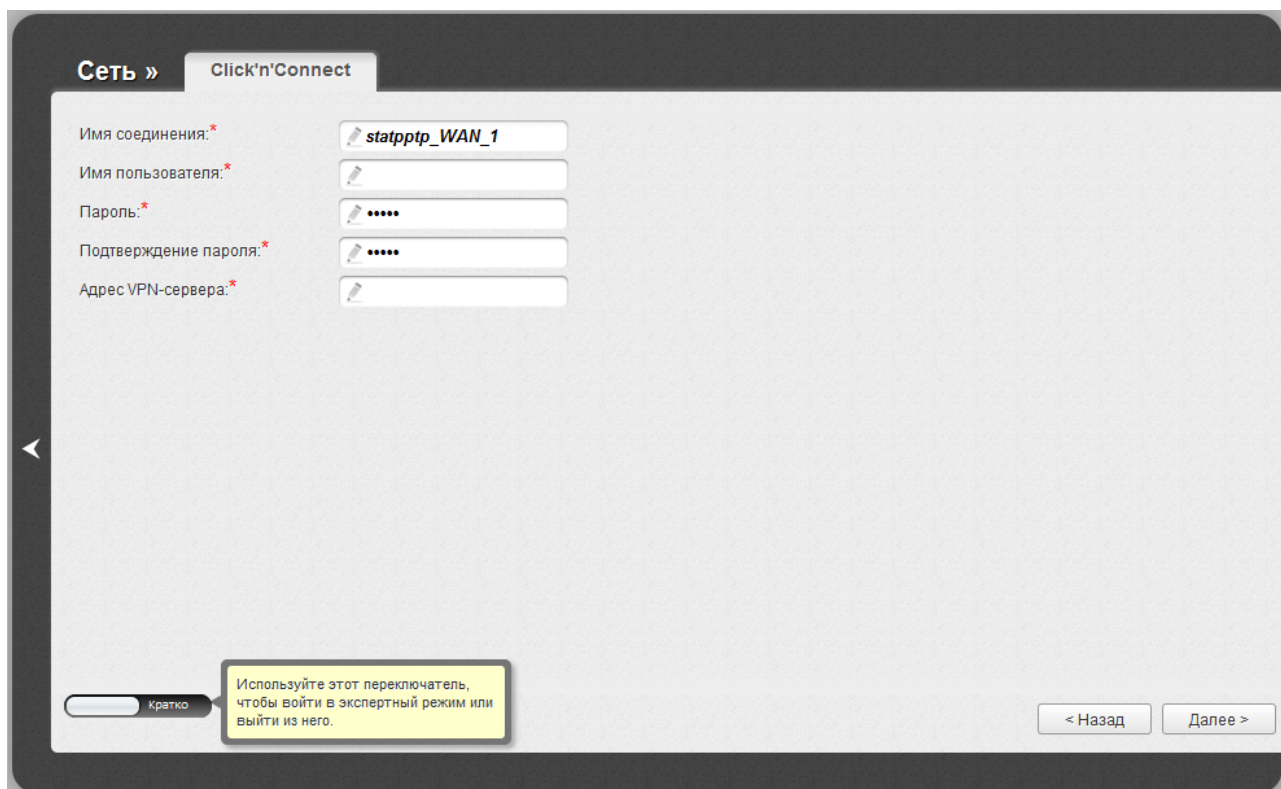 Сеть »
Click'n'Connect
Имя соединения:*
statpptp_WAN_1
Имя пользователя:*
Пароль:*
•••••
Подтверждение пароля:*
•••••
Адрес VPN-сервера:*
Кратко
Используйте этот переключатель,
чтобы войти в экспертный режим или
выйти из него.
< Назад
Далее >